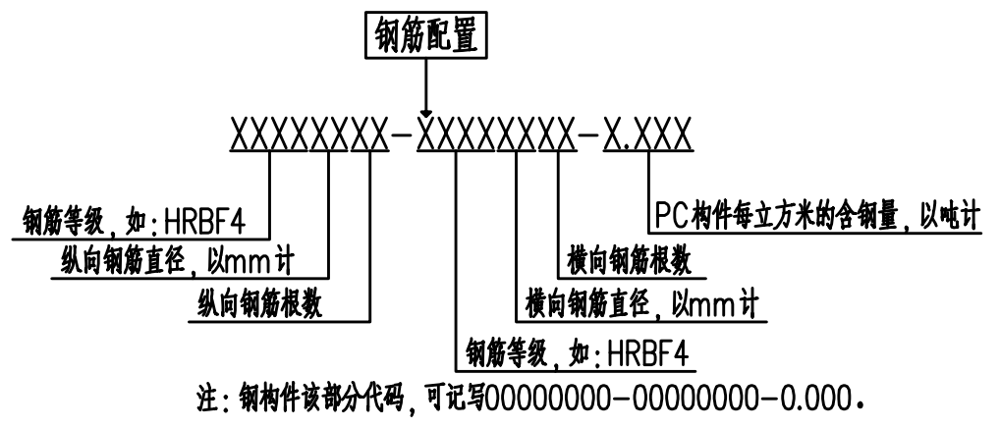 钢筋配置
XXXXXXXX-XXXXXXXX-X.XXX
钢筋等级，如：HRBF4
PC构件每立方米的含钢量，以吨计
纵向钢筋直径，以mm计
横向钢筋根数
纵向钢筋根数
横向钢筋直径，以mm计
钢筋等级，如：HRBF4
注：钢构件该部分代码，可记写00000000-00000000-0.000.